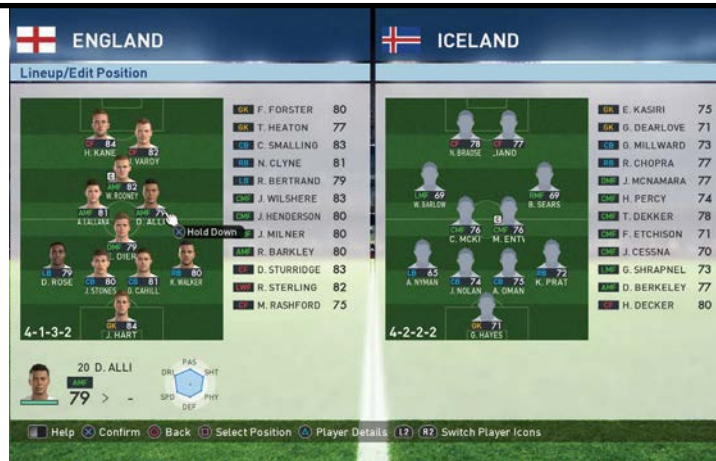 ENGLAND
ICELAND
Lineup/Edit Position
CF 84
H. KANE
CF 82
J. VARDY
C AMF 82
W. ROONEY
AMF 81
A. LALLANA
AMF 79
D. ALLI
Hold Down
DMF 79
E. DIER
LB 79
D. ROSE
CB 80
J. STONES
CB 81
G. CAHILL
RB 80
K. WALKER
GK 84
J. HART
4-1-3-2
GK F. FORSTER 80
GK T. HEATON 77
CB C. SMALLING 83
RB N. CLYNE 81
LB R. BERTRAND 79
CMF J. WILSHERE 83
CMF J. HENDERSON 80
J. MILNER 80
AMF R. BARKLEY 80
CF D. STURRIDGE 83
LWF R. STERLING 82
CF M. RASHFORD 75
CF 78
N. BRADSE
CF 77
JAND
LMF 69
W. BARLOW
RMF 69
B. SEARS
CMF 76
C. MCKI
C CMF 76
M. ENTV
LB 65
A. NYMAN
CB 74
J. NOLAN
CB 75
A. OMAN
RB 72
K. PRAT
GK 71
G. HAYES
4-2-2-2
GK E. KASIRI 75
GK G. DEARLOVE 71
CB G. MILLWARD 73
RB R. CHOPRA 77
DMF J. MCNAMARA 77
CMF H. PERCY 74
CMF T. DEKKER 78
CMF F. ETCHISON 71
CMF J. CESSNA 70
LMF G. SHRAPNEL 73
AMF D. BERKELEY 77
CF H. DECKER 80
20 D. ALLI
AMF
79 > -
PAS
DRI SHT
SPD PHY
DEF
Help Confirm Back Select Position Player Details L2 R2 Switch Player Icons